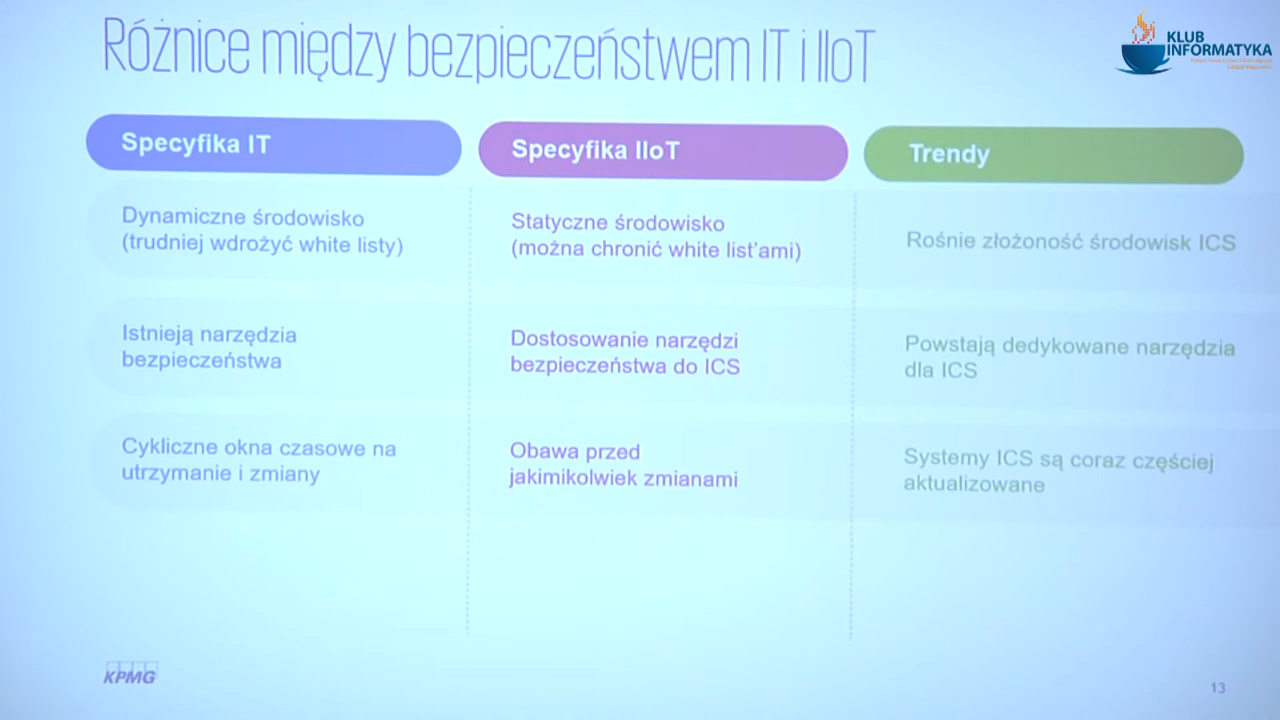 Różnice między bezpieczeństwem IT i IIoT
KLUB
INFORMATYKA
Specyfika IT
Specyfika IIoT
Trendy
Dynamiczne środowisko
(trudniej wdrożyć white listy)
Statyczne środowisko
(można chronić white list'ami)
Rośnie złożoność środowisk ICS
Istnieją narzędzia
bezpieczeństwa
Dostosowanie narzędzi
bezpieczeństwa do ICS
Powstają dedykowane narzędzia
dla ICS
Cykliczne okna czasowe na
utrzymanie i zmiany
Obawa przed
jakimikolwiek zmianami
Systemy ICS są coraz częściej
aktualizowane
KPMG
13